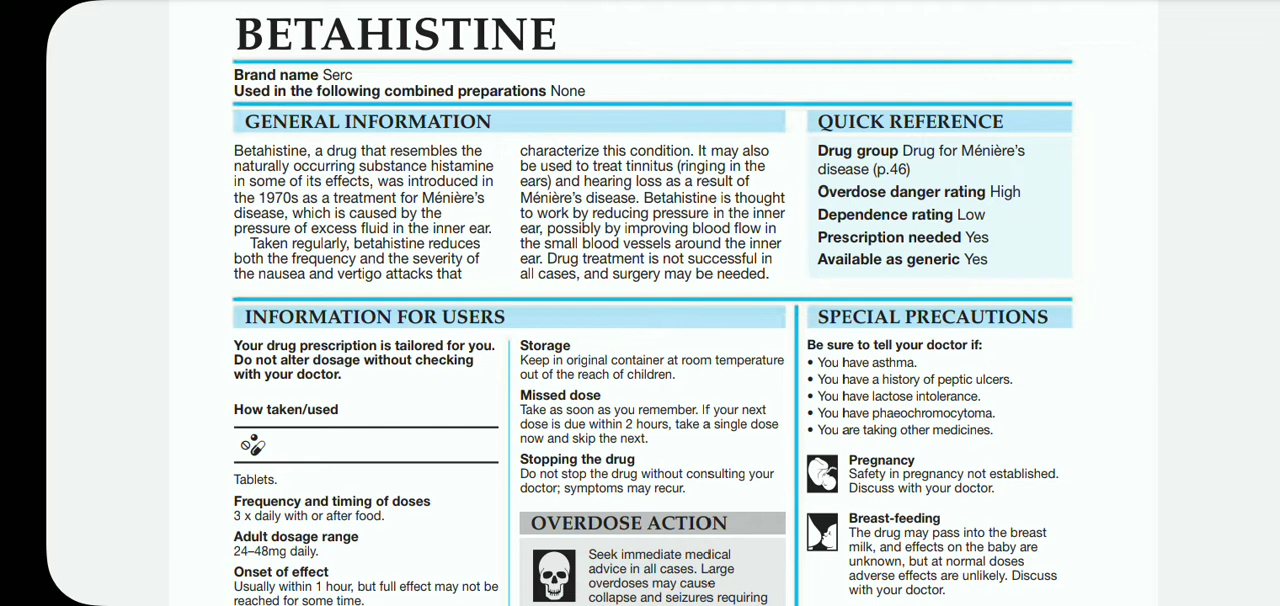 BETAHISTINE
Brand name Serc
Used in the following combined preparations None
GENERAL INFORMATION
Betahistine, a drug that resembles the
naturally occurring substance histamine
in some of its effects, was introduced in
the 1970s as a treatment for Ménière's
disease, which is caused by the
pressure of excess fluid in the inner ear.
Taken regularly, betahistine reduces
both the frequency and the severity of
the nausea and vertigo attacks that
characterize this condition. It may also
be used to treat tinnitus (ringing in the
ears) and hearing loss as a result of
Ménière's disease. Betahistine is thought
to work by reducing pressure in the inner
ear, possibly by improving blood flow in
the small blood vessels around the inner
ear. Drug treatment is not successful in
all cases, and surgery may be needed.
QUICK REFERENCE
Drug group Drug for Ménière's
disease (p.46)
Overdose danger rating High
Dependence rating Low
Prescription needed Yes
Available as generic Yes
INFORMATION FOR USERS
Your drug prescription is tailored for you.
Do not alter dosage without checking
with your doctor.
How taken/used
Tablets.
Frequency and timing of doses
3 x daily with or after food.
Adult dosage range
24–48mg daily.
Onset of effect
Usually within 1 hour, but full effect may not be
reached for some time.
Storage
Keep in original container at room temperature
out of the reach of children.
Missed dose
Take as soon as you remember. If your next
dose is due within 2 hours, take a single dose
now and skip the next.
Stopping the drug
Do not stop the drug without consulting your
doctor; symptoms may recur.
OVERDOSE ACTION
Seek immediate medical
advice in all cases. Large
overdoses may cause
collapse and seizures requiring
SPECIAL PRECAUTIONS
Be sure to tell your doctor if:
• You have asthma.
• You have a history of peptic ulcers.
• You have lactose intolerance.
• You have phaeochromocytoma.
• You are taking other medicines.
Pregnancy
Safety in pregnancy not established.
Discuss with your doctor.
Breast-feeding
The drug may pass into the breast
milk, and effects on the baby are
unknown, but at normal doses
adverse effects are unlikely. Discuss
with your doctor.